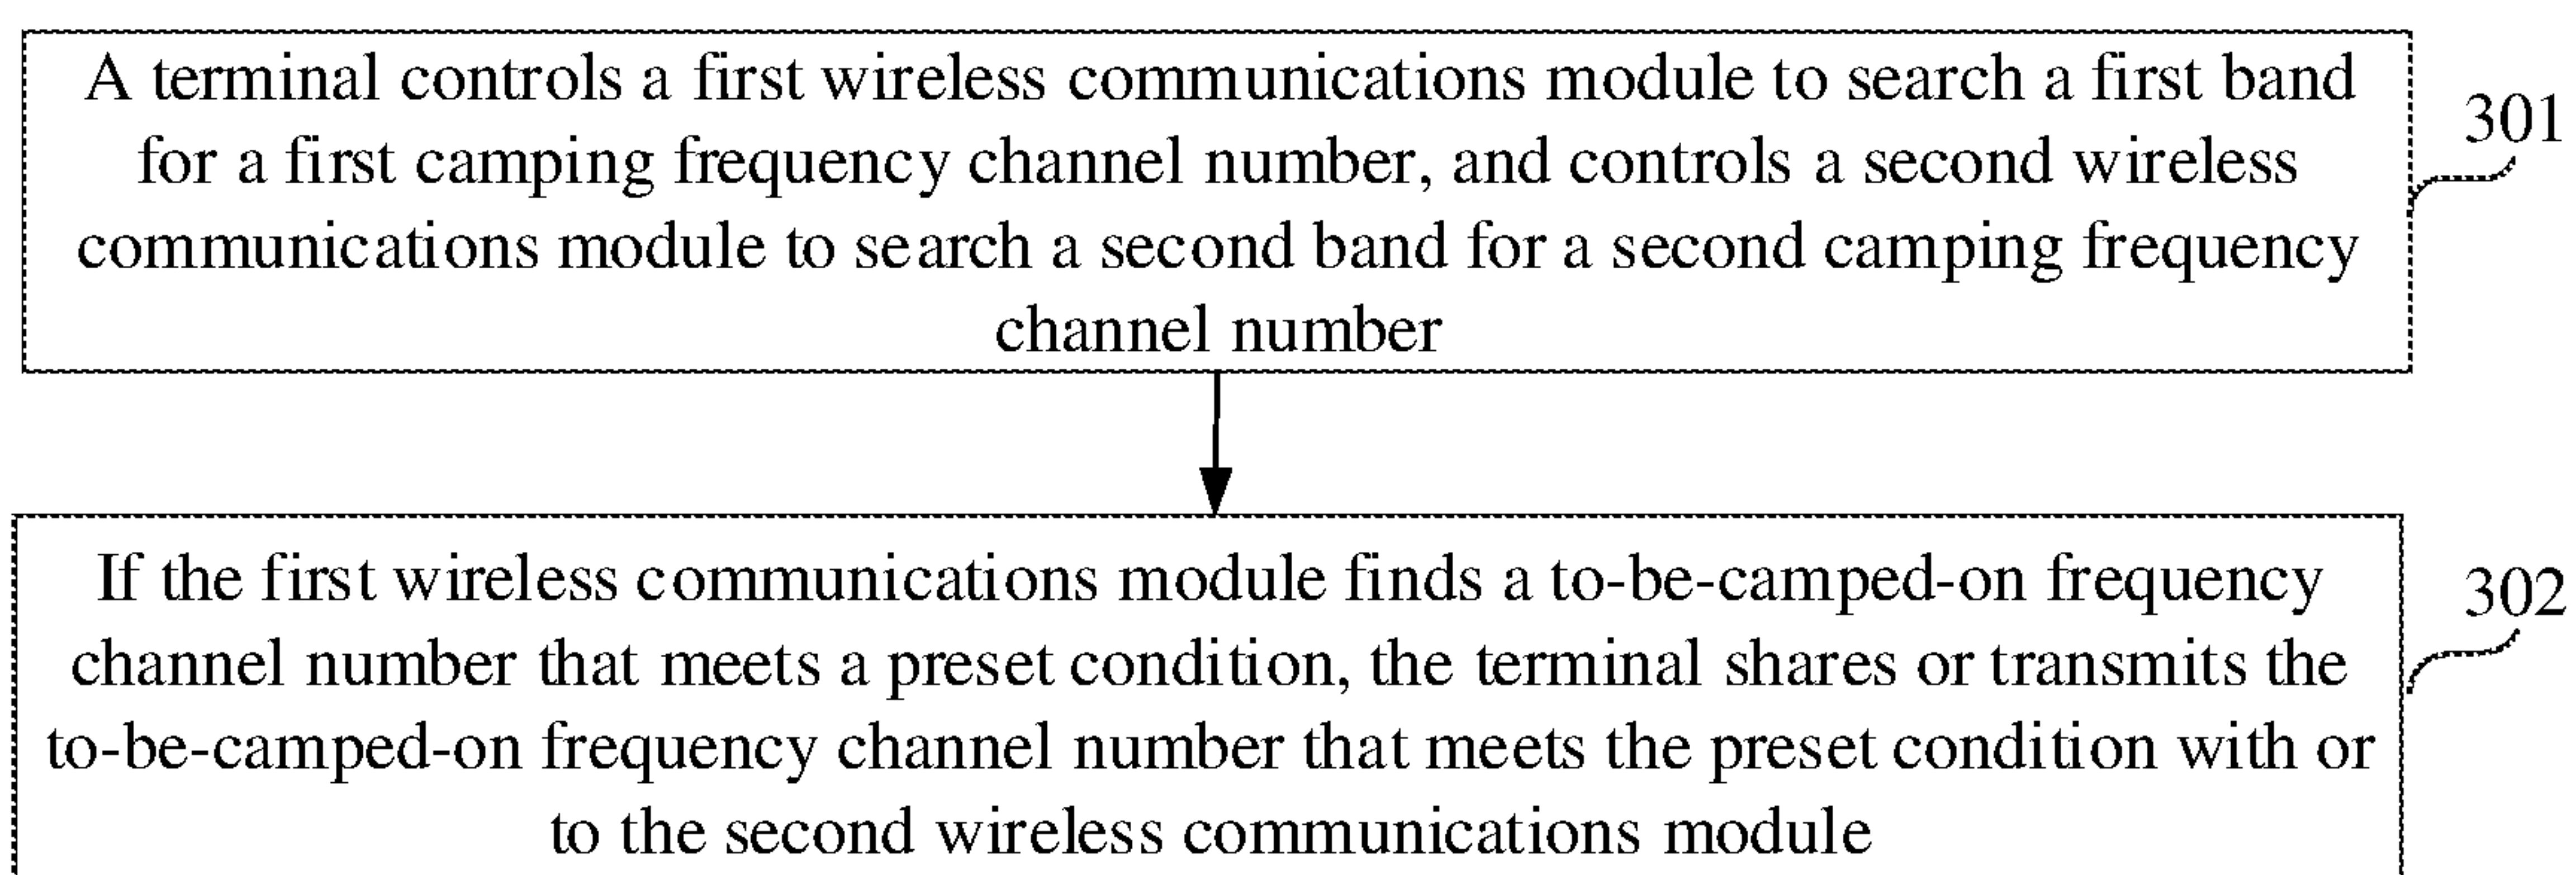 A terminal controls a first wireless communications module to search a first band
for a first camping frequency channel number, and controls a second wireless
communications module to search a second band for a second camping frequency
channel number
301
If the first wireless communications module finds a to-be-camped-on frequency
channel number that meets a preset condition, the terminal shares or transmits the
to-be-camped-on frequency channel number that meets the preset condition with or
to the second wireless communications module
302